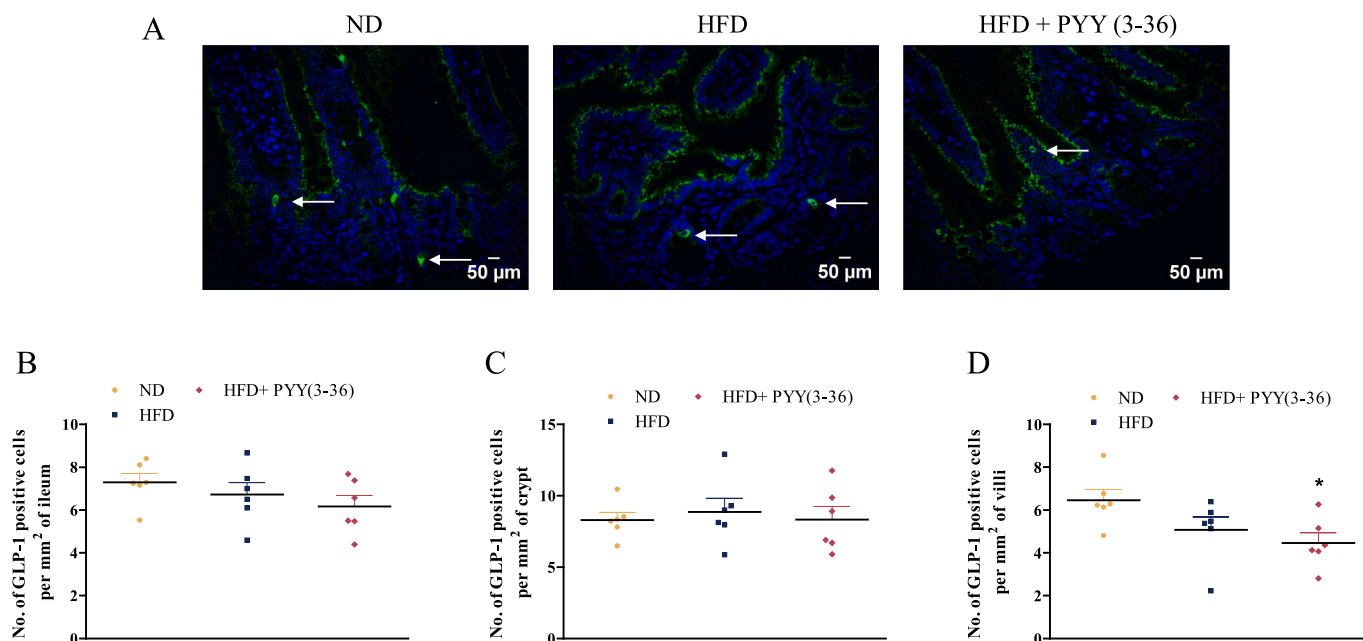 A
ND
HFD
HFD + PYY (3-36)
50 µm
50 µm
50 µm
B
ND
HFD+ PYY(3-36)
HFD
No. of GLP-1 positive cells
per mm² of ileum
10
8
6
4
2
0
C
ND
HFD+ PYY(3-36)
HFD
No. of GLP-1 positive cells
per mm² of crypt
15
10
5
0
D
ND
HFD+ PYY(3-36)
HFD
No. of GLP-1 positive cells
per mm² of villi
10
8
6
4
2
0
*